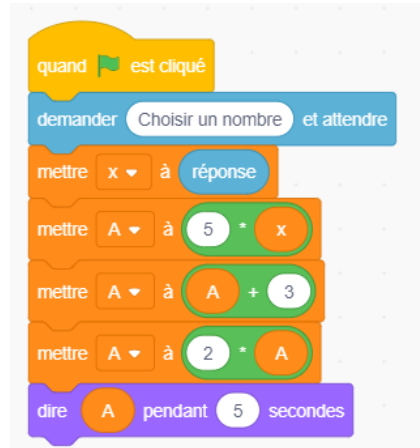 quand est cliqué
demander Choisir un nombre et attendre
mettre x à réponse
mettre A à 5 * x
mettre A à A + 3
mettre A à 2 * A
dire A pendant 5 secondes